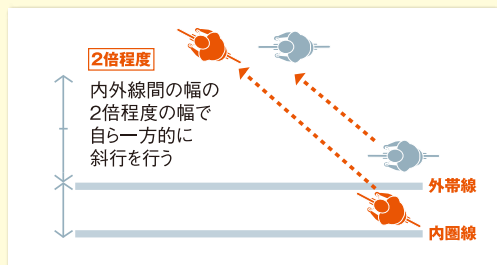 2倍程度
内外線間の幅の
2倍程度の幅で
自ら一方的に
斜行を行う
外帯線
内圏線